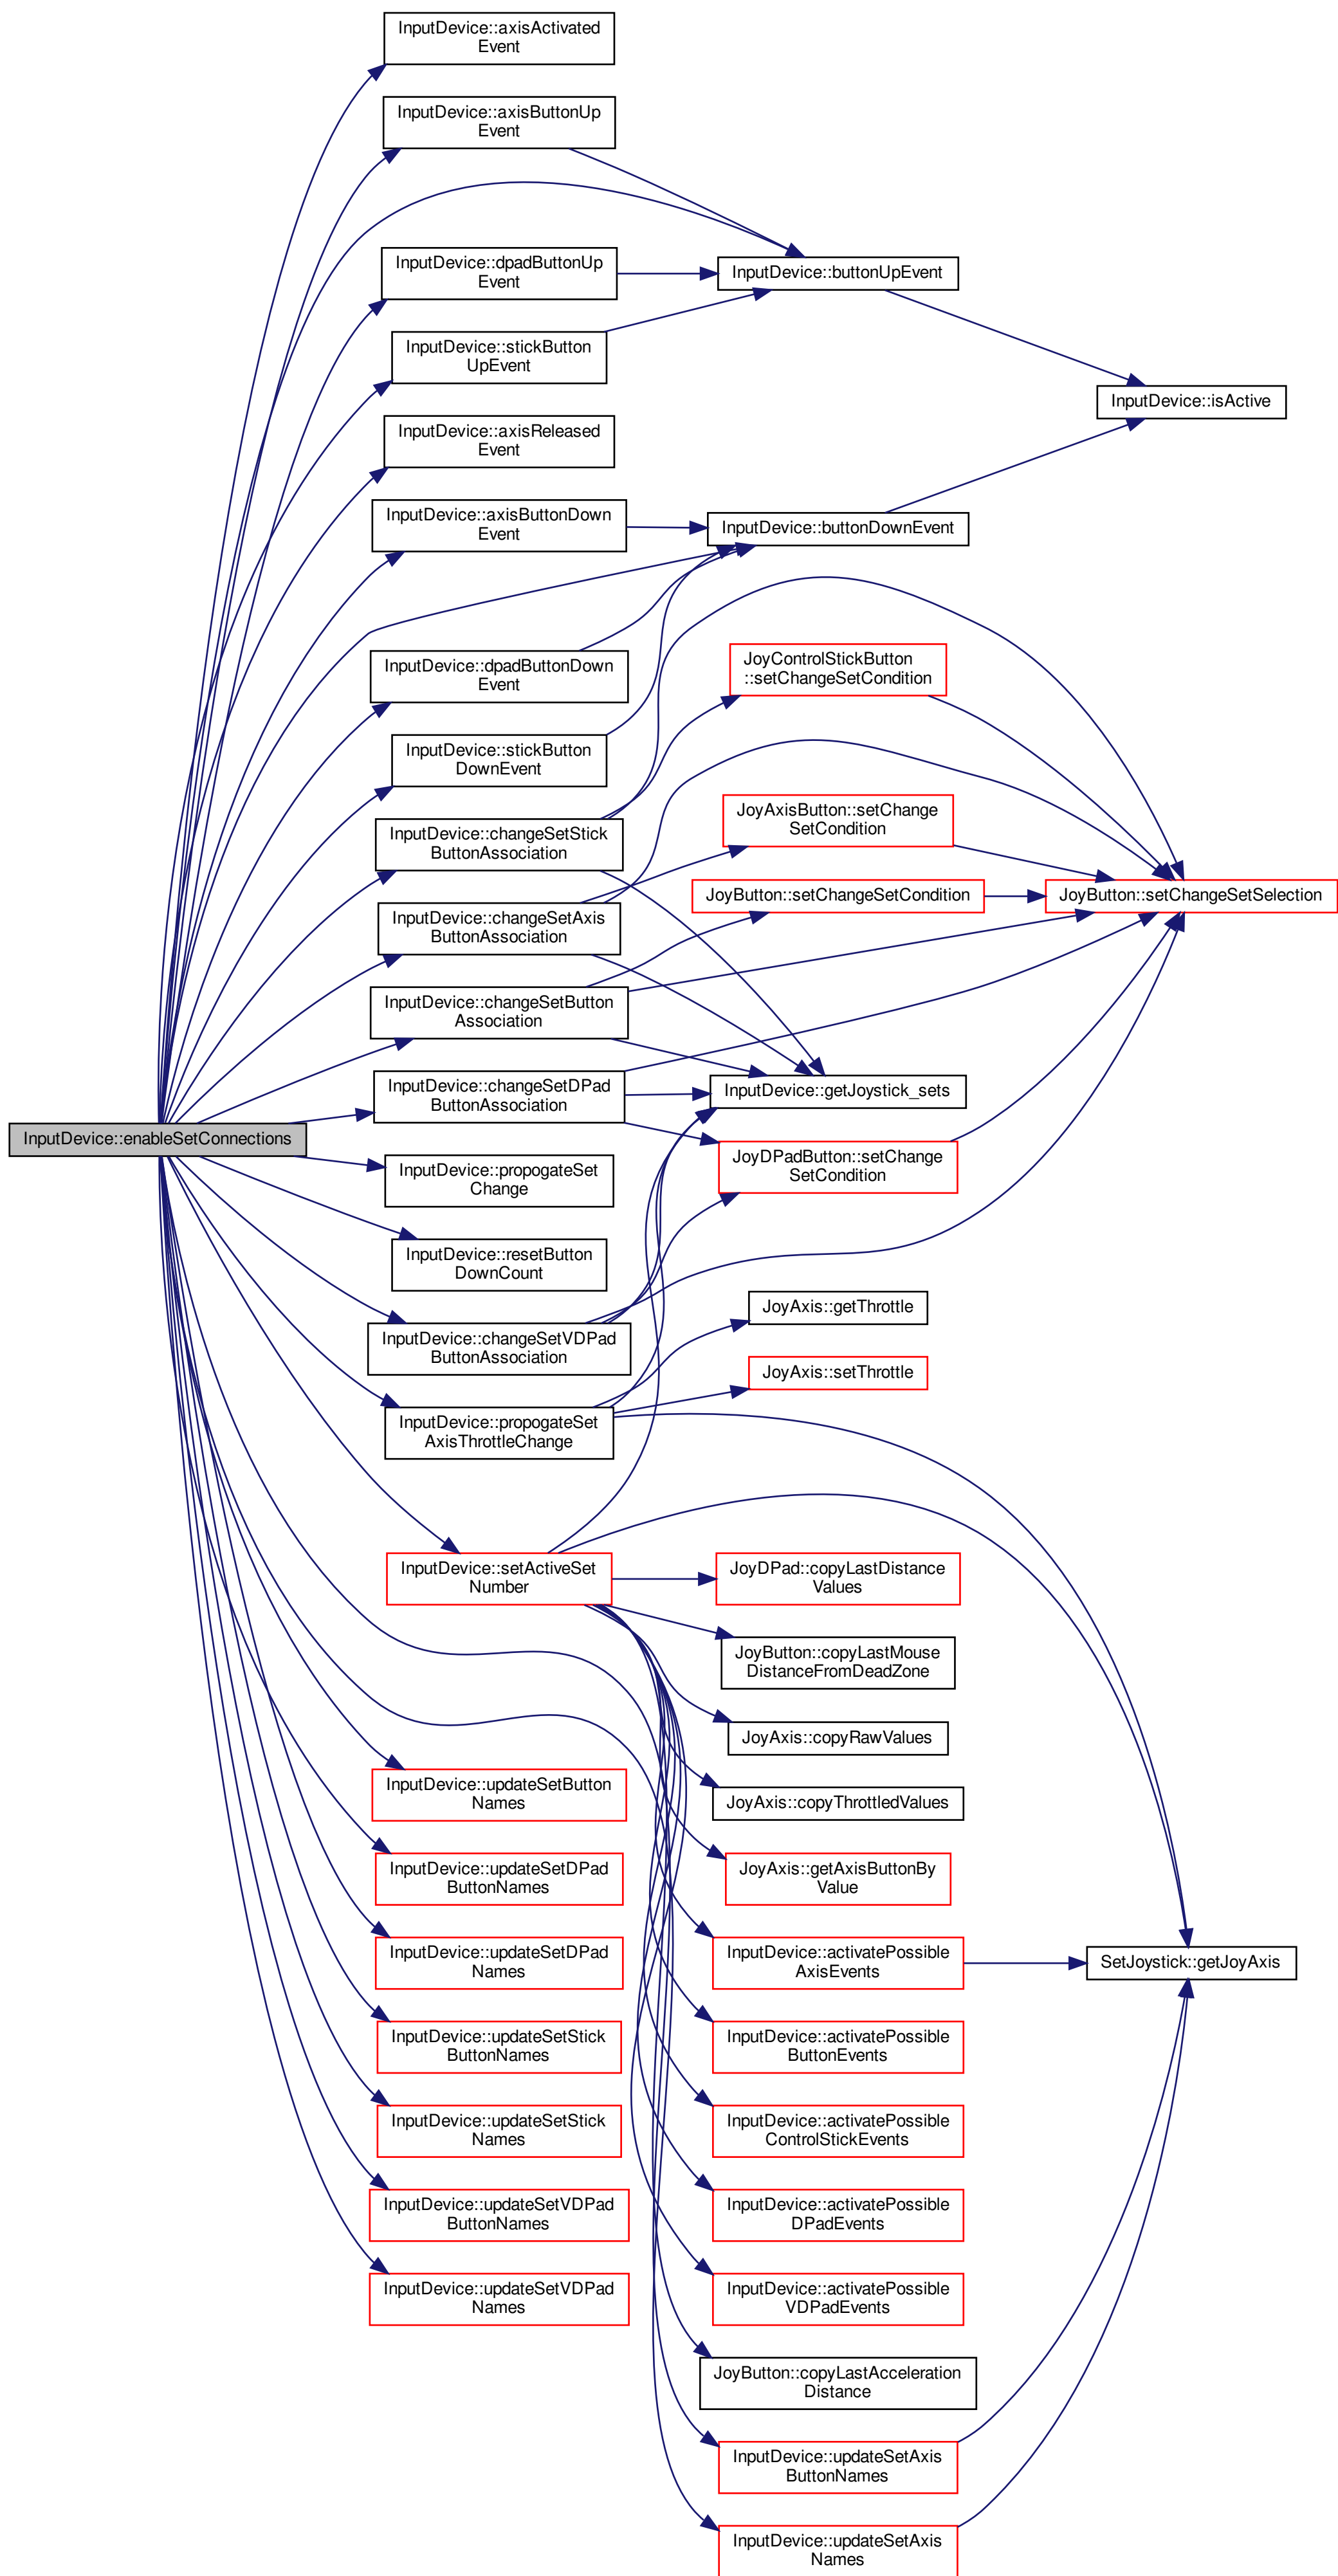 InputDevice::enableSetConnections
InputDevice::axisActivated
Event
InputDevice::axisButtonUp
Event
InputDevice::dpadButtonUp
Event
InputDevice::stickButton
UpEvent
InputDevice::axisReleased
Event
InputDevice::axisButtonDown
Event
InputDevice::dpadButtonDown
Event
InputDevice::stickButton
DownEvent
InputDevice::changeSetStick
ButtonAssociation
InputDevice::changeSetAxis
ButtonAssociation
InputDevice::changeSetButton
Association
InputDevice::changeSetDPad
ButtonAssociation
InputDevice::propogateSet
Change
InputDevice::resetButton
DownCount
InputDevice::changeSetVDPad
ButtonAssociation
InputDevice::propogateSet
AxisThrottleChange
InputDevice::setActiveSet
Number
InputDevice::updateSetButton
Names
InputDevice::updateSetDPad
ButtonNames
InputDevice::updateSetDPad
Names
InputDevice::updateSetStick
ButtonNames
InputDevice::updateSetStick
Names
InputDevice::updateSetVDPad
ButtonNames
InputDevice::updateSetVDPad
Names
InputDevice::buttonUpEvent
InputDevice::buttonDownEvent
JoyControlStickButton
::setChangeSetCondition
JoyAxisButton::setChange
SetCondition
JoyButton::setChangeSetCondition
InputDevice::getJoystick_sets
JoyDPadButton::setChange
SetCondition
JoyAxis::getThrottle
JoyAxis::setThrottle
JoyDPad::copyLastDistance
Values
JoyButton::copyLastMouse
DistanceFromDeadZone
JoyAxis::copyRawValues
JoyAxis::copyThrottledValues
JoyAxis::getAxisButtonBy
Value
InputDevice::activatePossible
AxisEvents
InputDevice::activatePossible
ButtonEvents
InputDevice::activatePossible
ControlStickEvents
InputDevice::activatePossible
DPadEvents
InputDevice::activatePossible
VDPadEvents
JoyButton::copyLastAcceleration
Distance
InputDevice::updateSetAxis
ButtonNames
InputDevice::updateSetAxis
Names
InputDevice::isActive
JoyButton::setChangeSetSelection
SetJoystick::getJoyAxis